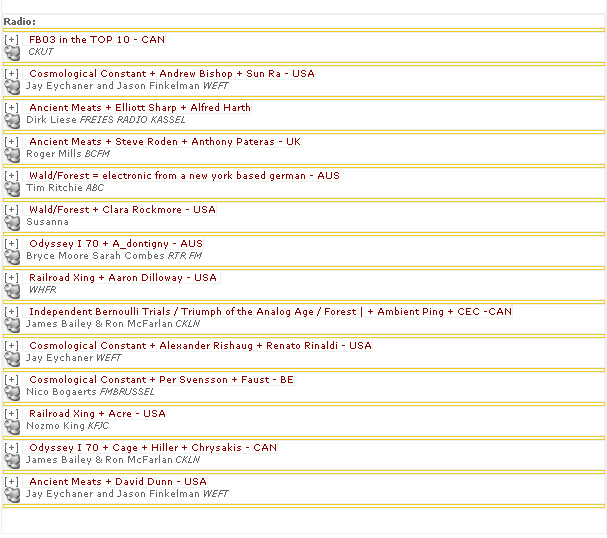 Radio:
[+] FB03 in the TOP 10 - CAN
CKUT
[+] Cosmological Constant + Andrew Bishop + Sun Ra - USA
Jay Eychaner and Jason Finkelman WEFT
[+] Ancient Meats + Elliott Sharp + Alfred Harth
Dirk Liese FREIES RADIO KASSEL
[+] Ancient Meats + Steve Roden + Anthony Pateras - UK
Roger Mills BCFM
[+] Wald/Forest = electronic from a new york based german - AUS
Tim Ritchie ABC
[+] Wald/Forest + Clara Rockmore - USA
Susanna
[+] Odyssey I 70 + A_dontigny - AUS
Bryce Moore Sarah Combes RTR FM
[+] Railroad Xing + Aaron Dilloway - USA
WHFR
[+] Independent Bernoulli Trials / Triumph of the Analog Age / Forest | + Ambient Ping + CEC -CAN
James Bailey & Ron McFarlan CKLN
[+] Cosmological Constant + Alexander Rishaug + Renato Rinaldi - USA
Jay Eychaner WEFT
[+] Cosmological Constant + Per Svensson + Faust - BE
Nico Bogaerts FMBRUSSEL
[+] Railroad Xing + Acre - USA
Nozmo King KFJC
[+] Odyssey I 70 + Cage + Hiller + Chrysakis - CAN
James Bailey & Ron McFarlan CKLN
[+] Ancient Meats + David Dunn - USA
Jay Eychaner and Jason Finkelman WEFT